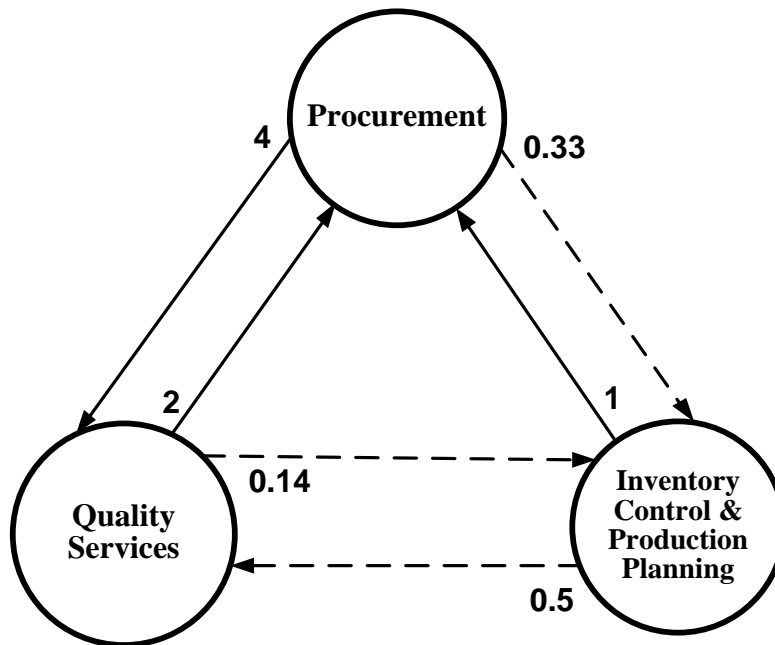 Procurement
4
0.33
2
1
0.14
0.5
Quality
Services
Inventory
Control &
Production
Planning